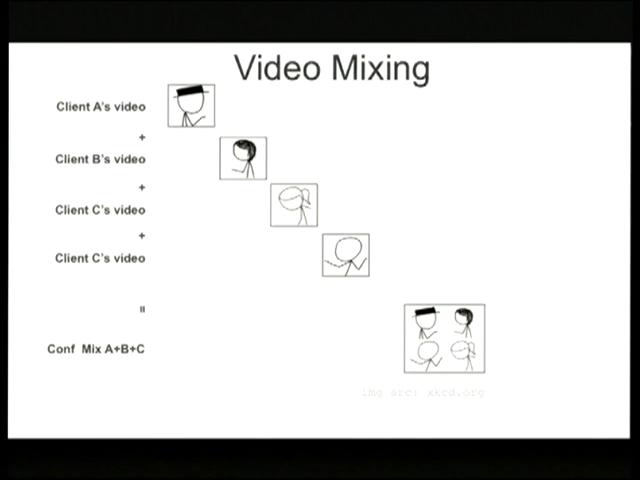 Video Mixing
Client A's video
+
Client B's video
+
Client C's video
+
Client C's video
=
Conf Mix A+B+C
img src: xkcd.org